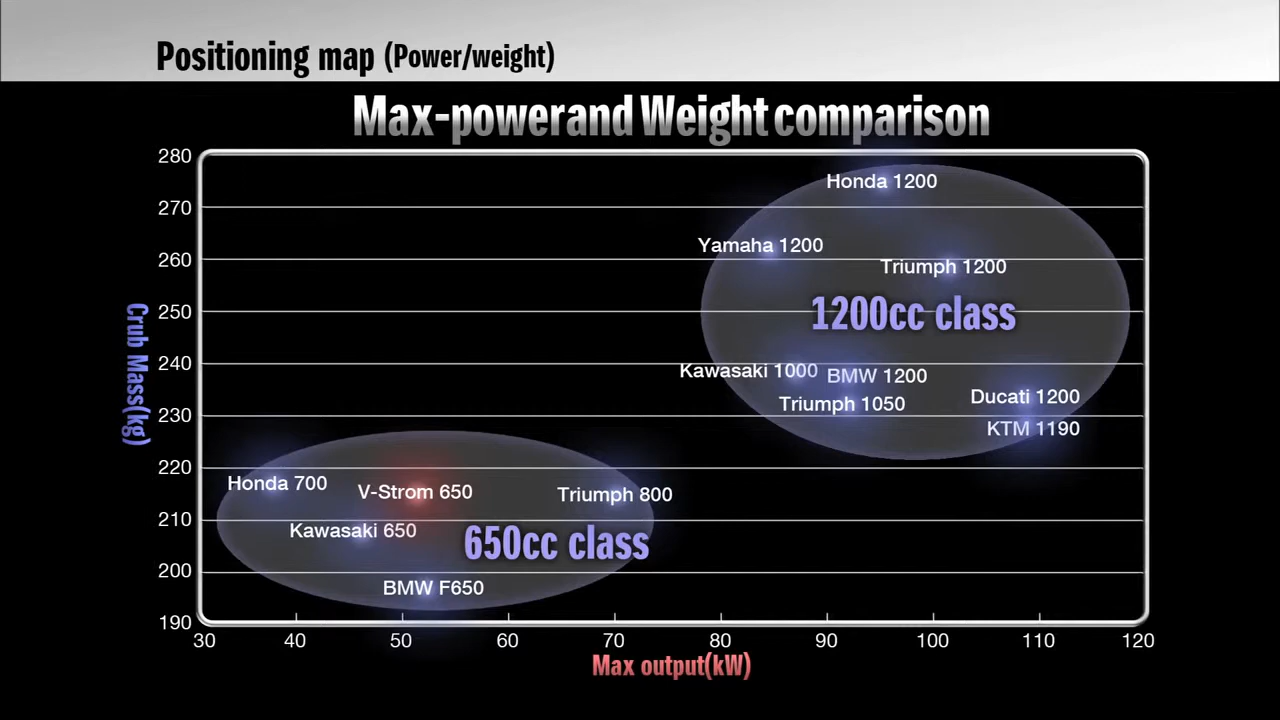 Positioning map (Power/weight)
Max-powerand Weight comparison
280
270
260
250
240
230
220
210
200
190
Crub Mass(kg)
Honda 1200
Yamaha 1200
Triumph 1200
1200cc class
Kawasaki 1000
BMW 1200
Triumph 1050
Ducati 1200
KTM 1190
Honda 700
V-Strom 650
Triumph 800
Kawasaki 650
650cc class
BMW F650
30 40 50 60 70 80 90 100 110 120
Max output(kW)